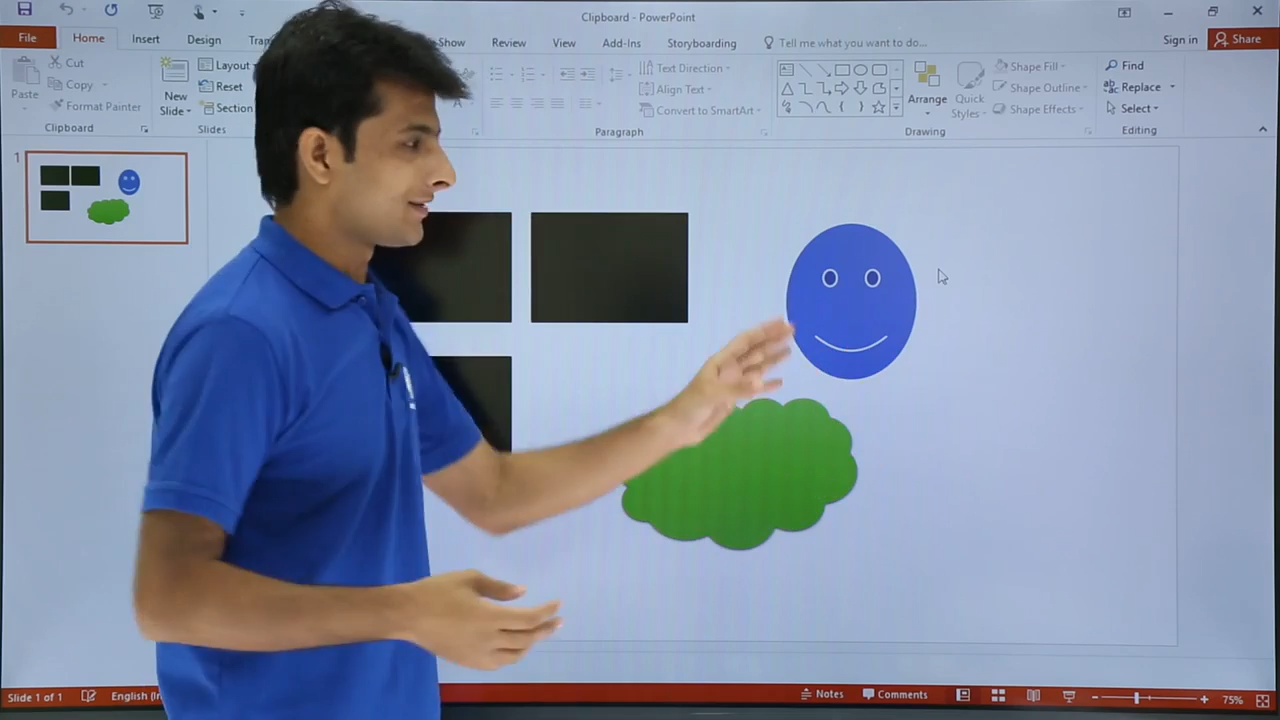 Clipboard - PowerPoint
File Home Insert Design Show Review View Add-Ins Storyboarding Tell me what you want to do... Sign in Share
Paste Cut Copy Format Painter
Clipboard
New Slide Layout Reset Section
Slides
Text Direction
Align Text
Convert to SmartArt
Paragraph
Arrange Quick Styles Shape Fill Shape Outline Shape Effects
Drawing
Find
Replace
Select
Editing
1
Slide 1 of 1 Notes Comments 75%